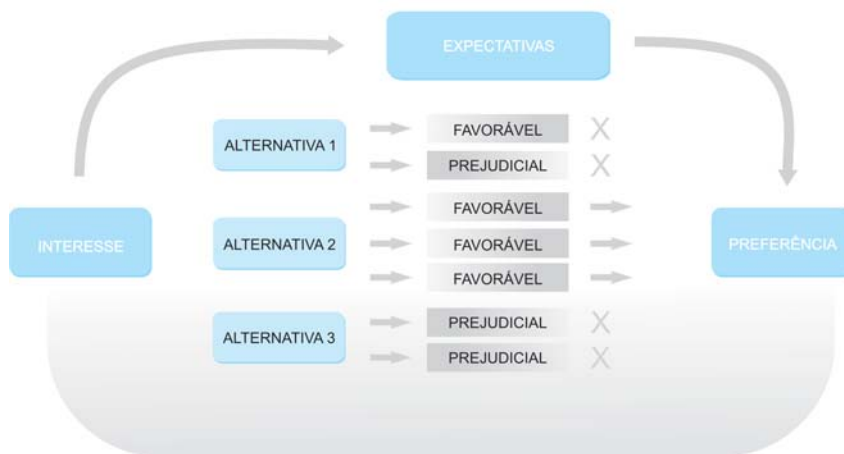 EXPECTATIVAS
ALTERNATIVA 1
FAVORÁVEL
X
PREJUDICIAL
X
INTERESSE
ALTERNATIVA 2
FAVORÁVEL
FAVORÁVEL
FAVORÁVEL
PREFERÊNCIA
ALTERNATIVA 3
PREJUDICIAL
X
PREJUDICIAL
X